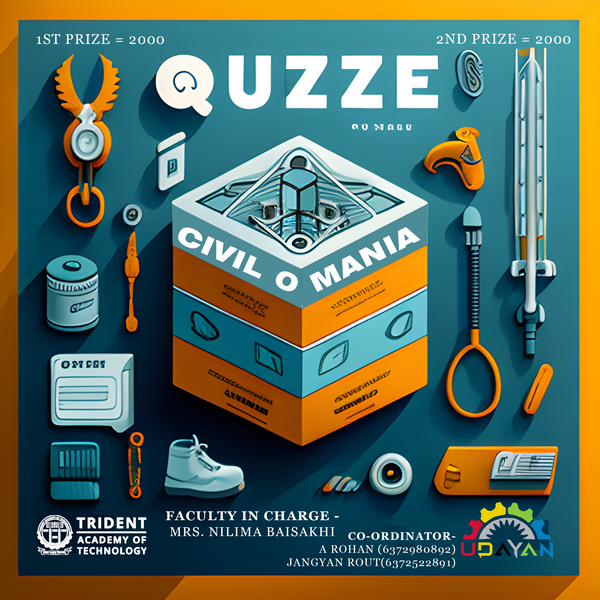 1ST PRIZE = 2000
2ND PRIZE = 2000
QUZZE
CIVIL O MANIA
TRIDENT
ACADEMY OF
TECHNOLOGY
FACULTY IN CHARGE -
MRS. NILIMA BAISAKHI
CO-ORDINATOR-
A ROHAN (6372980892)
JANGYAN ROUT(6372522891)
UDAYAN